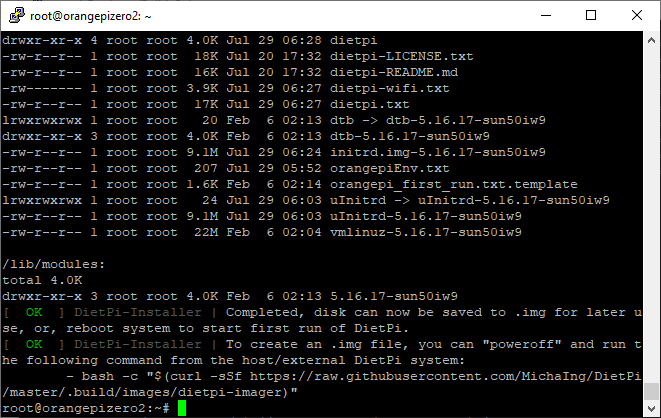 root@orangepizero2: ~
drwxr-xr-x 4 root root 4.0K Jul 29 06:28 dietpi
-rw-r--r-- 1 root root  18K Jul 20 17:32 dietpi-LICENSE.txt
-rw-r--r-- 1 root root  16K Jul 20 17:32 dietpi-README.md
-rw------- 1 root root 3.9K Jul 29 06:27 dietpi-wifi.txt
-rw-r--r-- 1 root root  17K Jul 29 06:27 dietpi.txt
lrwxrwxrwx 1 root root   20 Feb  6 02:13 dtb -> dtb-5.16.17-sun50iw9
drwxr-xr-x 3 root root 4.0K Feb  6 02:13 dtb-5.16.17-sun50iw9
-rw-r--r-- 1 root root 9.1M Jul 29 06:24 initrd.img-5.16.17-sun50iw9
-rw-r--r-- 1 root root  207 Jul 29 05:52 orangepiEnv.txt
-rw-r--r-- 1 root root 1.6K Feb  6 02:14 orangepi_first_run.txt.template
lrwxrwxrwx 1 root root   24 Jul 29 06:03 uInitrd -> uInitrd-5.16.17-sun50iw9
-rw-r--r-- 1 root root 9.1M Jul 29 06:03 uInitrd-5.16.17-sun50iw9
-rw-r--r-- 1 root root  22M Feb  6 02:04 vmlinuz-5.16.17-sun50iw9
/lib/modules:
total 4.0K
drwxr-xr-x 3 root root 4.0K Feb  6 02:13 5.16.17-sun50iw9
[  OK  ] DietPi-Installer | Completed, disk can now be saved to .img for later u
se, or, reboot system to start first run of DietPi.
[  OK  ] DietPi-Installer | To create an .img file, you can "poweroff" and run t
he following command from the host/external DietPi system:
        - bash -c "$(curl -sSf https://raw.githubusercontent.com/MichaIng/DietPi
/master/.build/images/dietpi-imager)"
root@orangepizero2:~#